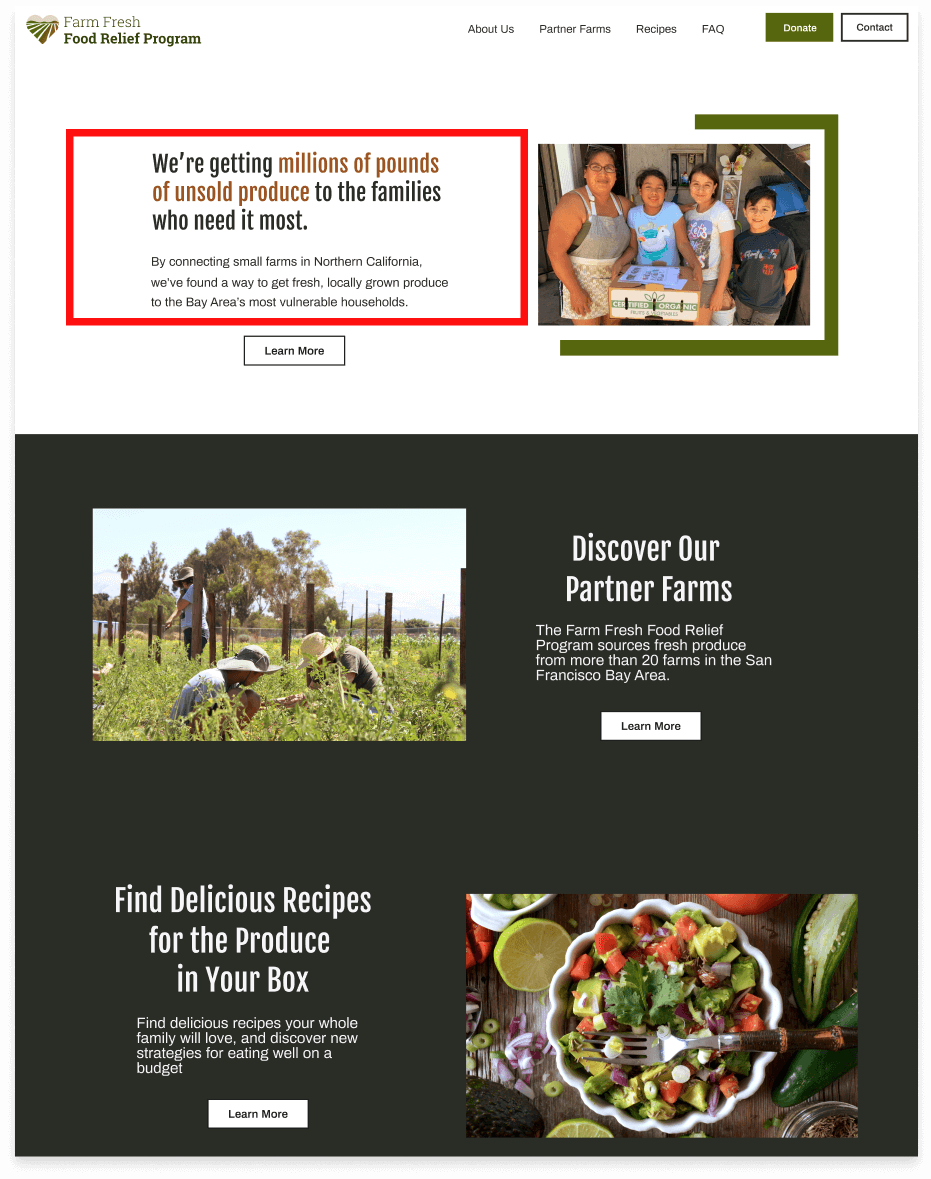 Farm Fresh
Food Relief Program
About Us
Partner Farms
Recipes
FAQ
Donate
Contact
We're getting millions of pounds
of unsold produce to the families
who need it most.
By connecting small farms in Northern California,
we've found a way to get fresh, locally grown produce
to the Bay Area's most vulnerable households.
Learn More
CERTIFIED ORGANIC
FRUITS & VEGETABLES
Discover Our
Partner Farms
The Farm Fresh Food Relief
Program sources fresh produce
from more than 20 farms in the San
Francisco Bay Area.
Learn More
Find Delicious Recipes
for the Produce
in Your Box
Find delicious recipes your whole
family will love, and discover new
strategies for eating well on a
budget
Learn More